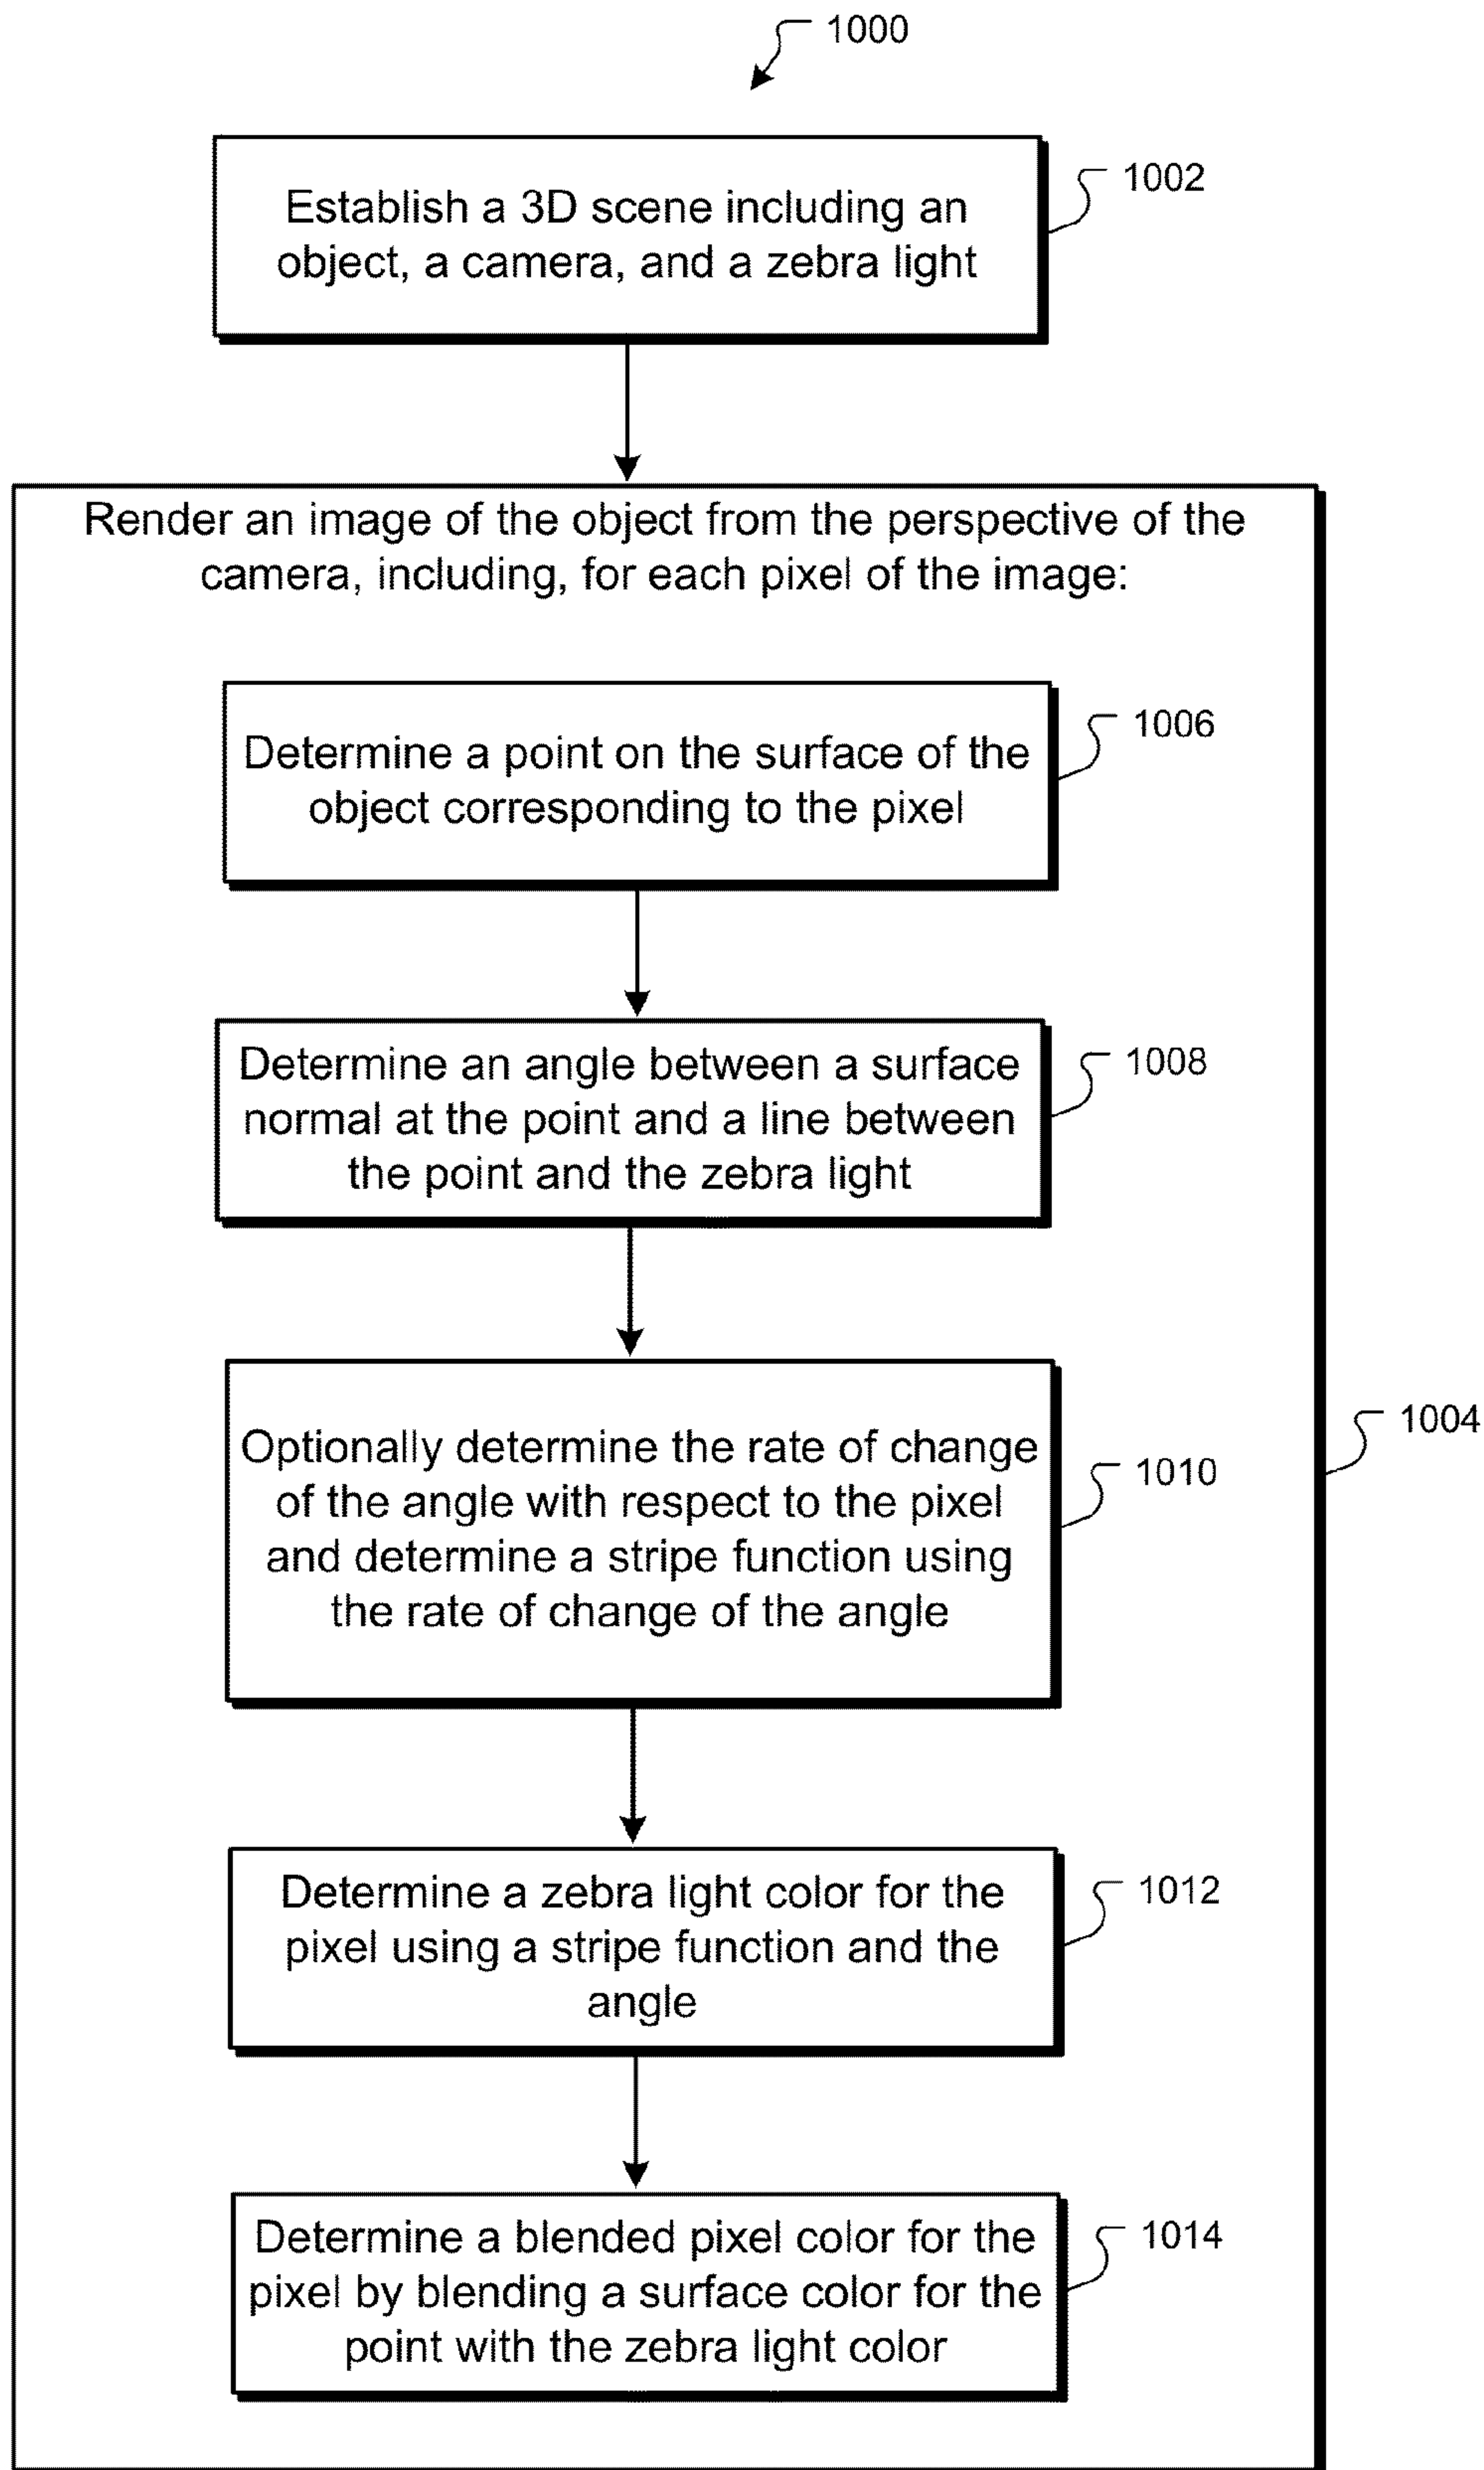 1000
Establish a 3D scene including an
object, a camera, and a zebra light
1002
Render an image of the object from the perspective of the
camera, including, for each pixel of the image:
Determine a point on the surface of the
object corresponding to the pixel
1006
Determine an angle between a surface
normal at the point and a line between
the point and the zebra light
1008
Optionally determine the rate of change
of the angle with respect to the pixel
and determine a stripe function using
the rate of change of the angle
1010
1004
Determine a zebra light color for the
pixel using a stripe function and the
angle
1012
Determine a blended pixel color for the
pixel by blending a surface color for the
point with the zebra light color
1014